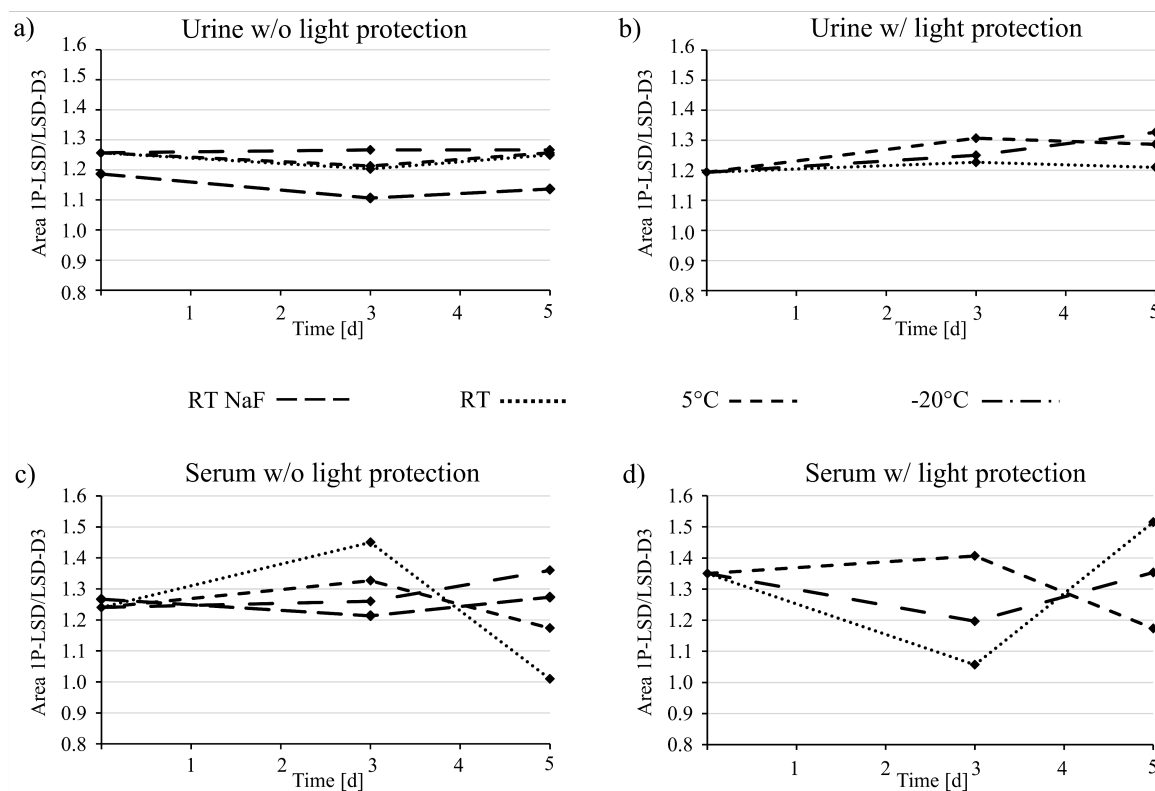 a)
Urine w/o light protection
Area 1P-LSD/LSD-D3
1.6
1.5
1.4
1.3
1.2
1.1
1.0
0.9
0.8
1 2 3 4 5
Time [d]
b)
Urine w/ light protection
Area 1P-LSD/LSD-D3
1.6
1.5
1.4
1.3
1.2
1.1
1.0
0.9
0.8
1 2 3 4 5
Time [d]
RT NaF RT 5°C -20°C
c)
Serum w/o light protection
Area 1P-LSD/LSD-D3
1.6
1.5
1.4
1.3
1.2
1.1
1.0
0.9
0.8
1 2 3 4 5
Time [d]
d)
Serum w/ light protection
Area 1P-LSD/LSD-D3
1.6
1.5
1.4
1.3
1.2
1.1
1.0
0.9
0.8
1 2 3 4 5
Time [d]